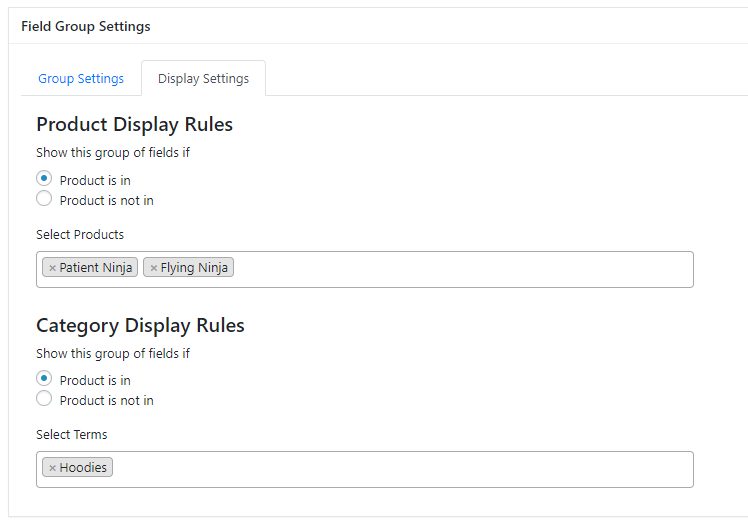 Field Group Settings
Group Settings
Display Settings
Product Display Rules
Show this group of fields if
Product is in
Product is not in
Select Products
× Patient Ninja × Flying Ninja
Category Display Rules
Show this group of fields if
Product is in
Product is not in
Select Terms
× Hoodies